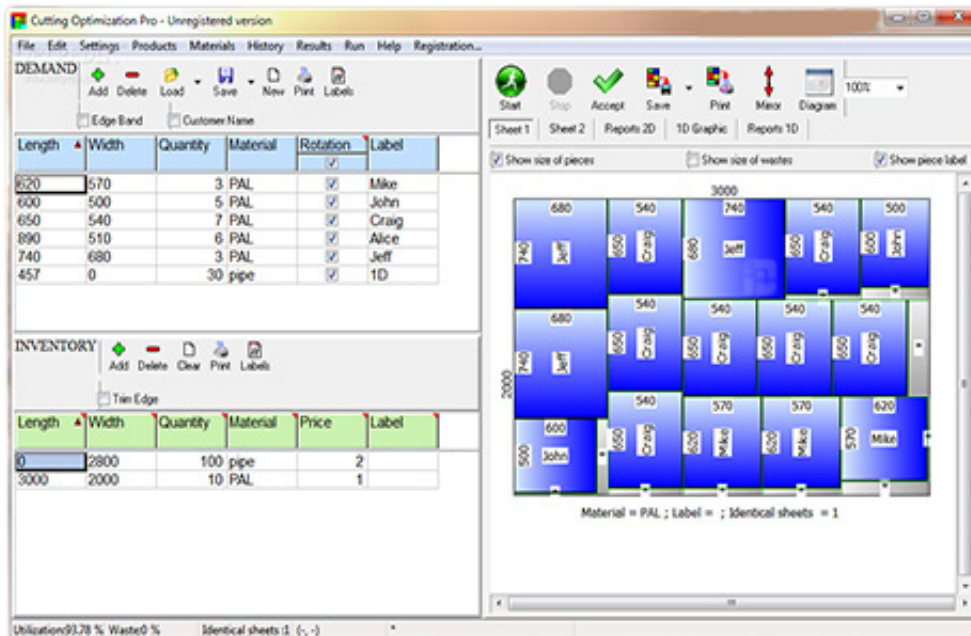 Cutting Optimization Pro - Unregistered version
File Edit Settings Products Materials History Results Run Help Registration...
DEMAND
Add Delete Load Save New Print Labels
Edge Band Customer Name
Length Width Quantity Material Rotation Label
620 570 3 PAL Mike
600 500 5 PAL John
650 540 7 PAL Craig
890 510 6 PAL Alice
740 680 3 PAL Jeff
457 0 30 pipe 1D
INVENTORY
Add Delete Clear Print Labels
Trim Edge
Length Width Quantity Material Price Label
0 2800 100 pipe 2
3000 2000 10 PAL 1
Start Stop Accept Save Print Mirror Diagram 100%
Sheet 1 Sheet 2 Reports 2D 1D Graphic Reports 1D
Show size of pieces Show size of wastes Show piece label
3000
680 540 740 540 500
740 Jeff 650 Craig 680 Jeff 650 Craig 600 John
680 540 540 540 540
740 Jeff 650 Craig 650 Craig 650 Craig 650 Craig
2000
600 540 570 570 620
500 John 650 Craig 620 Mike 620 Mike 570 Mike
Material = PAL ; Label = ; Identical sheets = 1
Utilization:93.78 % Waste:0 % Identical sheets :1 (-, -) *